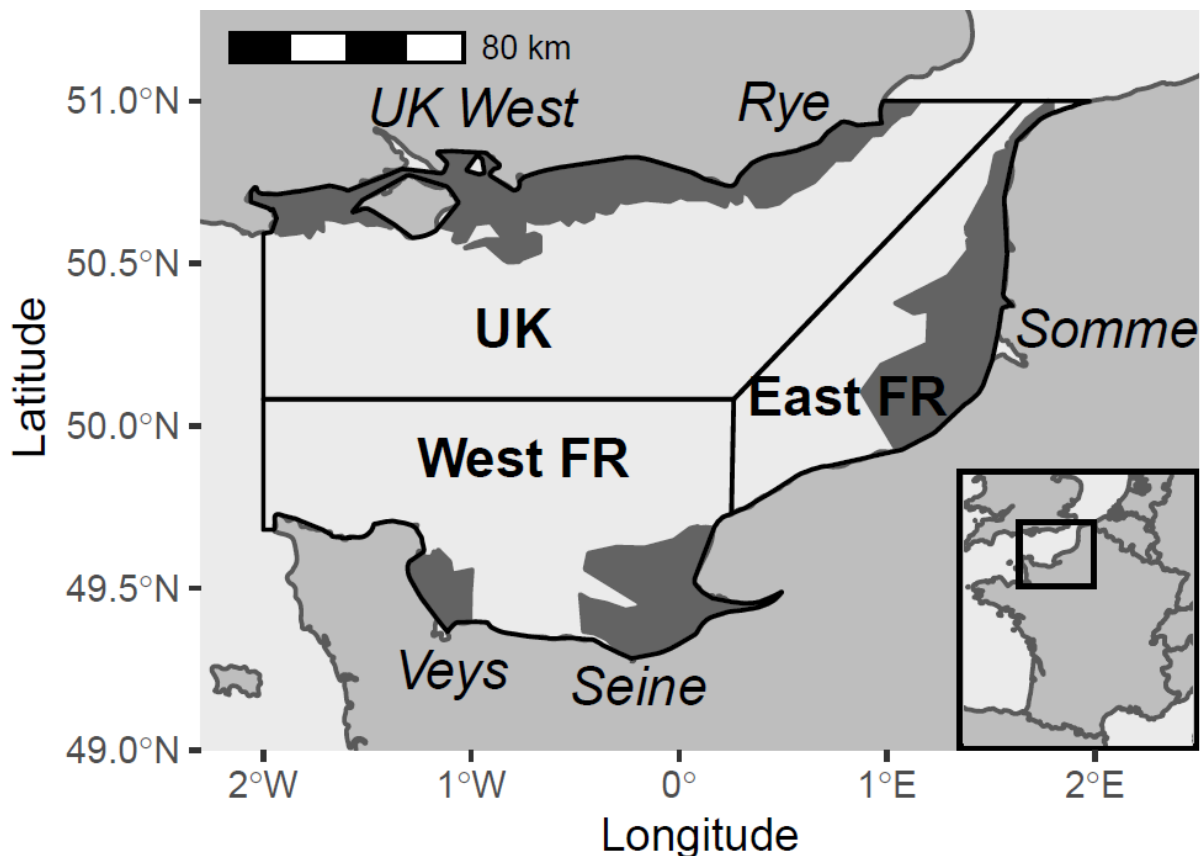 80 km
51.0°N
UK West
Rye
50.5°N
UK
Somme
East FR
50.0°N
West FR
49.5°N
Veys
Seine
49.0°N
2°W
1°W
0°
1°E
2°E
Latitude
Longitude